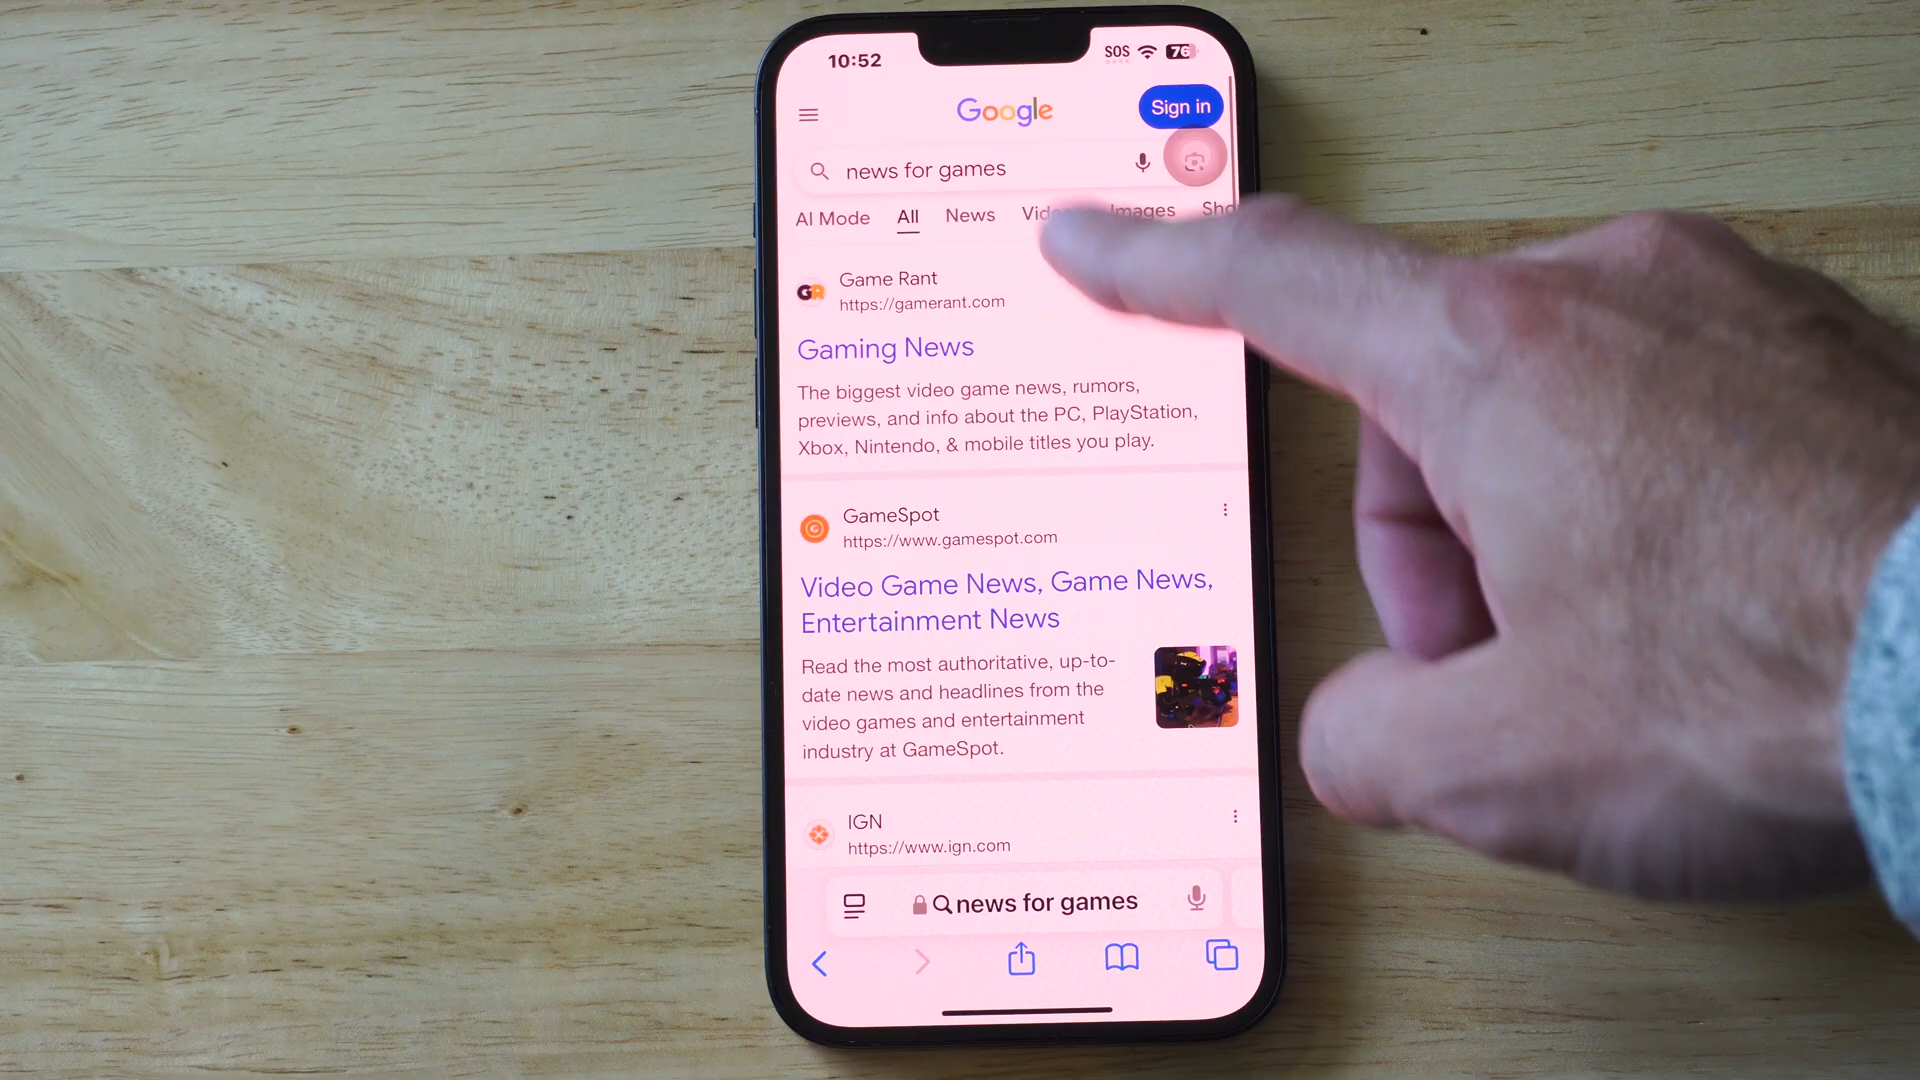 10:52
SOS
76
Google
Sign in
news for games
AI Mode All News Images
Game Rant
GR
https://gamerant.com
Gaming News
The biggest video game news, rumors,
previews, and info about the PC, PlayStation,
Xbox, Nintendo, & mobile titles you play.
GameSpot
https://www.gamespot.com
Video Game News, Game News,
Entertainment News
Read the most authoritative, up-to-
date news and headlines from the
video games and entertainment
industry at GameSpot.
IGN
https://www.ign.com
news for games